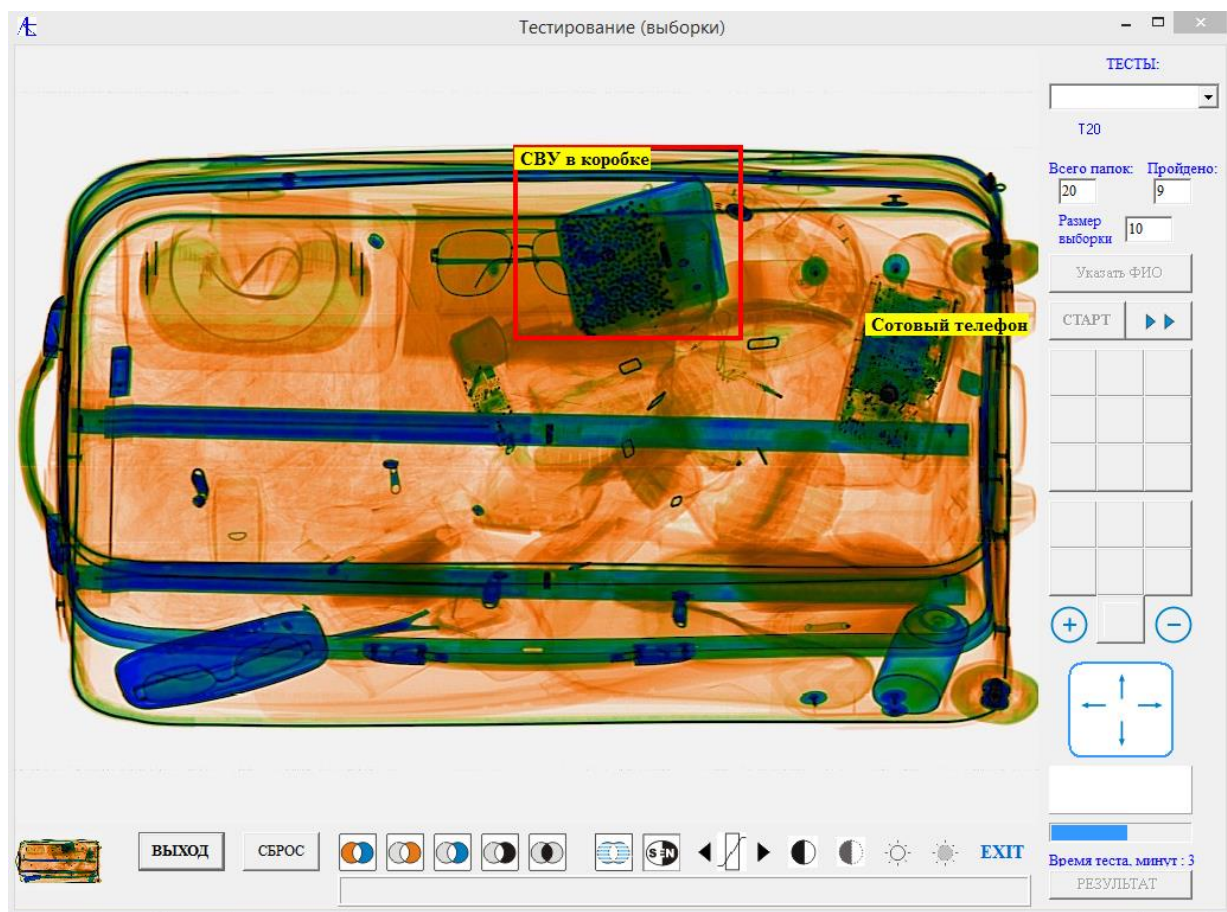 Тестирование (выборки)
ТЕСТЫ:
T20
Всего папок: Пройдено:
20 9
Размер выборки 10
Указать ФИО
СТАРТ
СВУ в коробке
Сотовый телефон
ВЫХОД СБРОС SEN EXIT
Время теста, минут : 3
РЕЗУЛЬТАТ